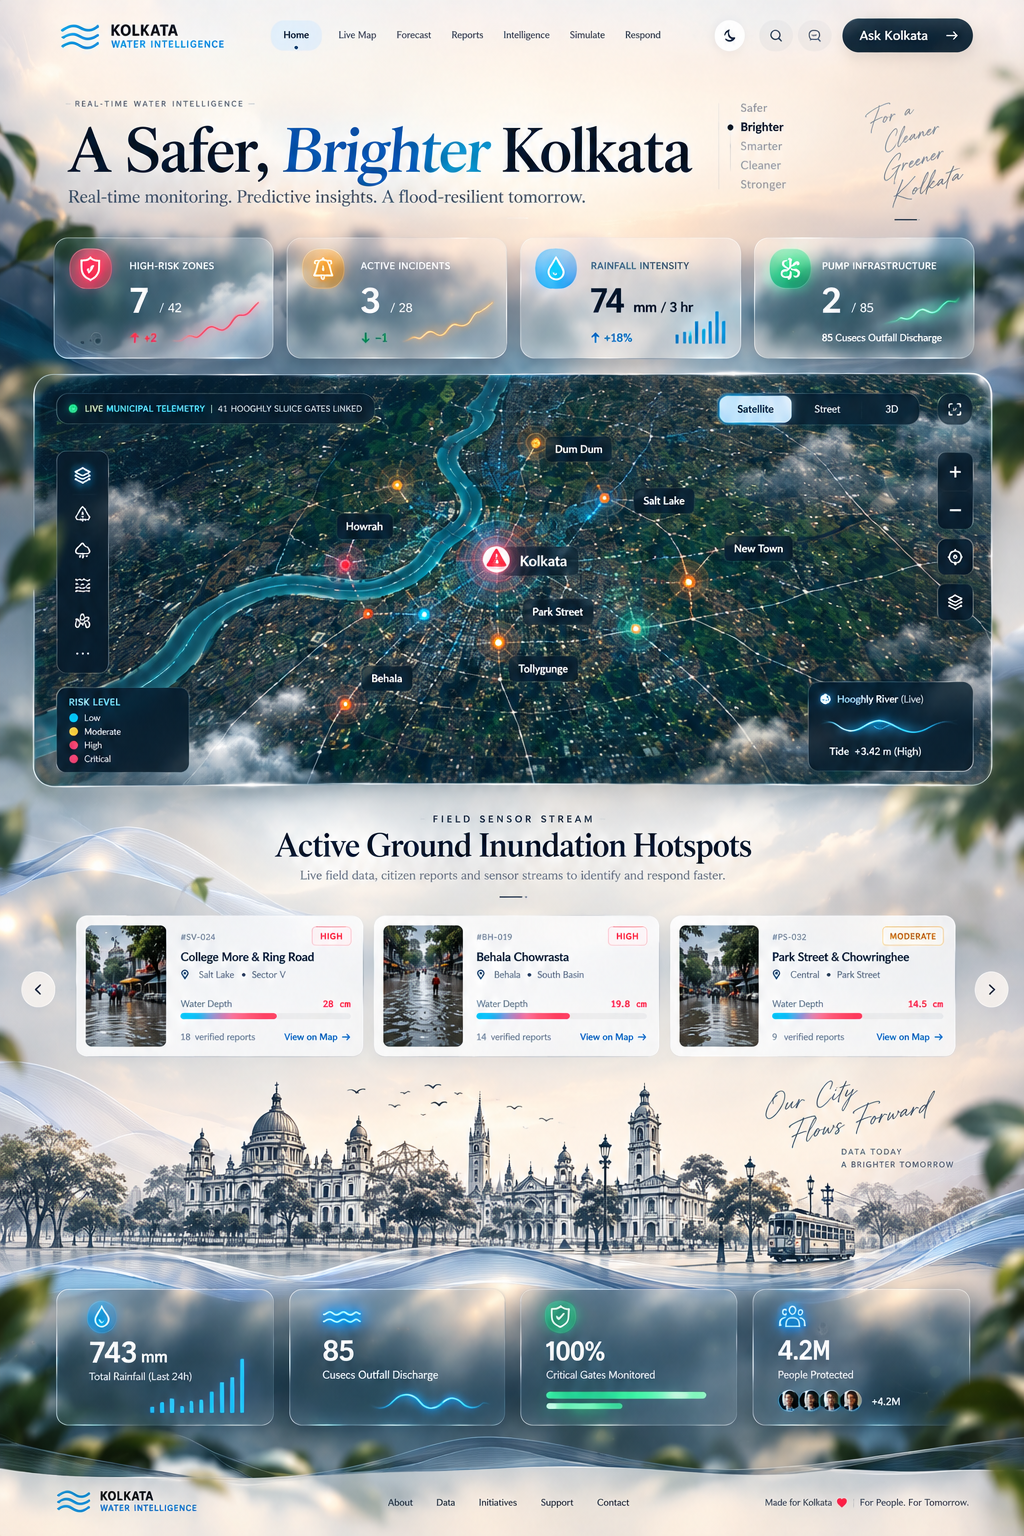 KOLKATA
WATER INTELLIGENCE
Home
Live Map
Forecast
Reports
Intelligence
Simulate
Respond
Ask Kolkata →
REAL-TIME WATER INTELLIGENCE
A Safer, Brighter Kolkata
Real-time monitoring. Predictive insights. A flood-resilient tomorrow.
Safer
Brighter
Smarter
Cleaner
Stronger
For a
Cleaner
Greener
Kolkata
HIGH-RISK ZONES
7 / 42
↑ +2
ACTIVE INCIDENTS
3 / 28
↓ −1
RAINFALL INTENSITY
74 mm / 3 hr
↑ +18%
PUMP INFRASTRUCTURE
2 / 85
85 Cusecs Outfall Discharge
LIVE MUNICIPAL TELEMETRY | 41 HOOGHLY SLUICE GATES LINKED
Satellite
Street
3D
Dum Dum
Salt Lake
Howrah
New Town
Kolkata
Park Street
Tollygunge
Behala
RISK LEVEL
Low
Moderate
High
Critical
Hooghly River (Live)
Tide +3.42 m (High)
FIELD SENSOR STREAM
Active Ground Inundation Hotspots
Live field data, citizen reports and sensor streams to identify and respond faster.
#SV-024
HIGH
College More & Ring Road
Salt Lake • Sector V
Water Depth 28 cm
18 verified reports
View on Map →
#BH-019
HIGH
Behala Chowrasta
Behala • South Basin
Water Depth 19.8 cm
14 verified reports
View on Map →
#PS-032
MODERATE
Park Street & Chowringhee
Central • Park Street
Water Depth 14.5 cm
9 verified reports
View on Map →
Our City
Flows Forward
DATA TODAY
A BRIGHTER TOMORROW
743 mm
Total Rainfall (Last 24h)
85
Cusecs Outfall Discharge
100%
Critical Gates Monitored
4.2M
People Protected
+4.2M
KOLKATA
WATER INTELLIGENCE
About
Data
Initiatives
Support
Contact
Made for Kolkata ♥ | For People. For Tomorrow.